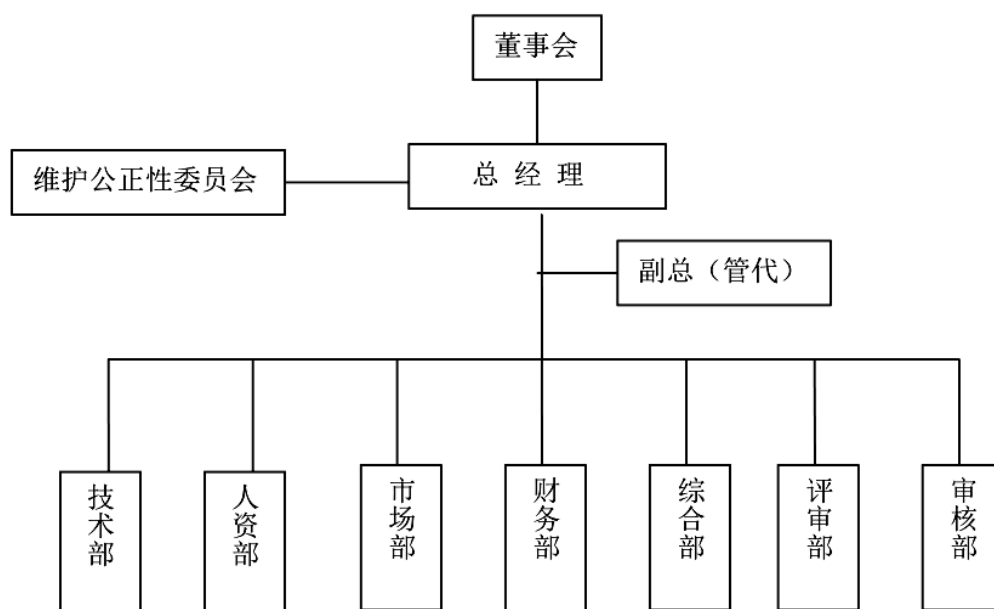 董事会
总经理
维护公正性委员会
副总（管代）
技术部
人资部
市场部
财务部
综合部
评审部
审核部